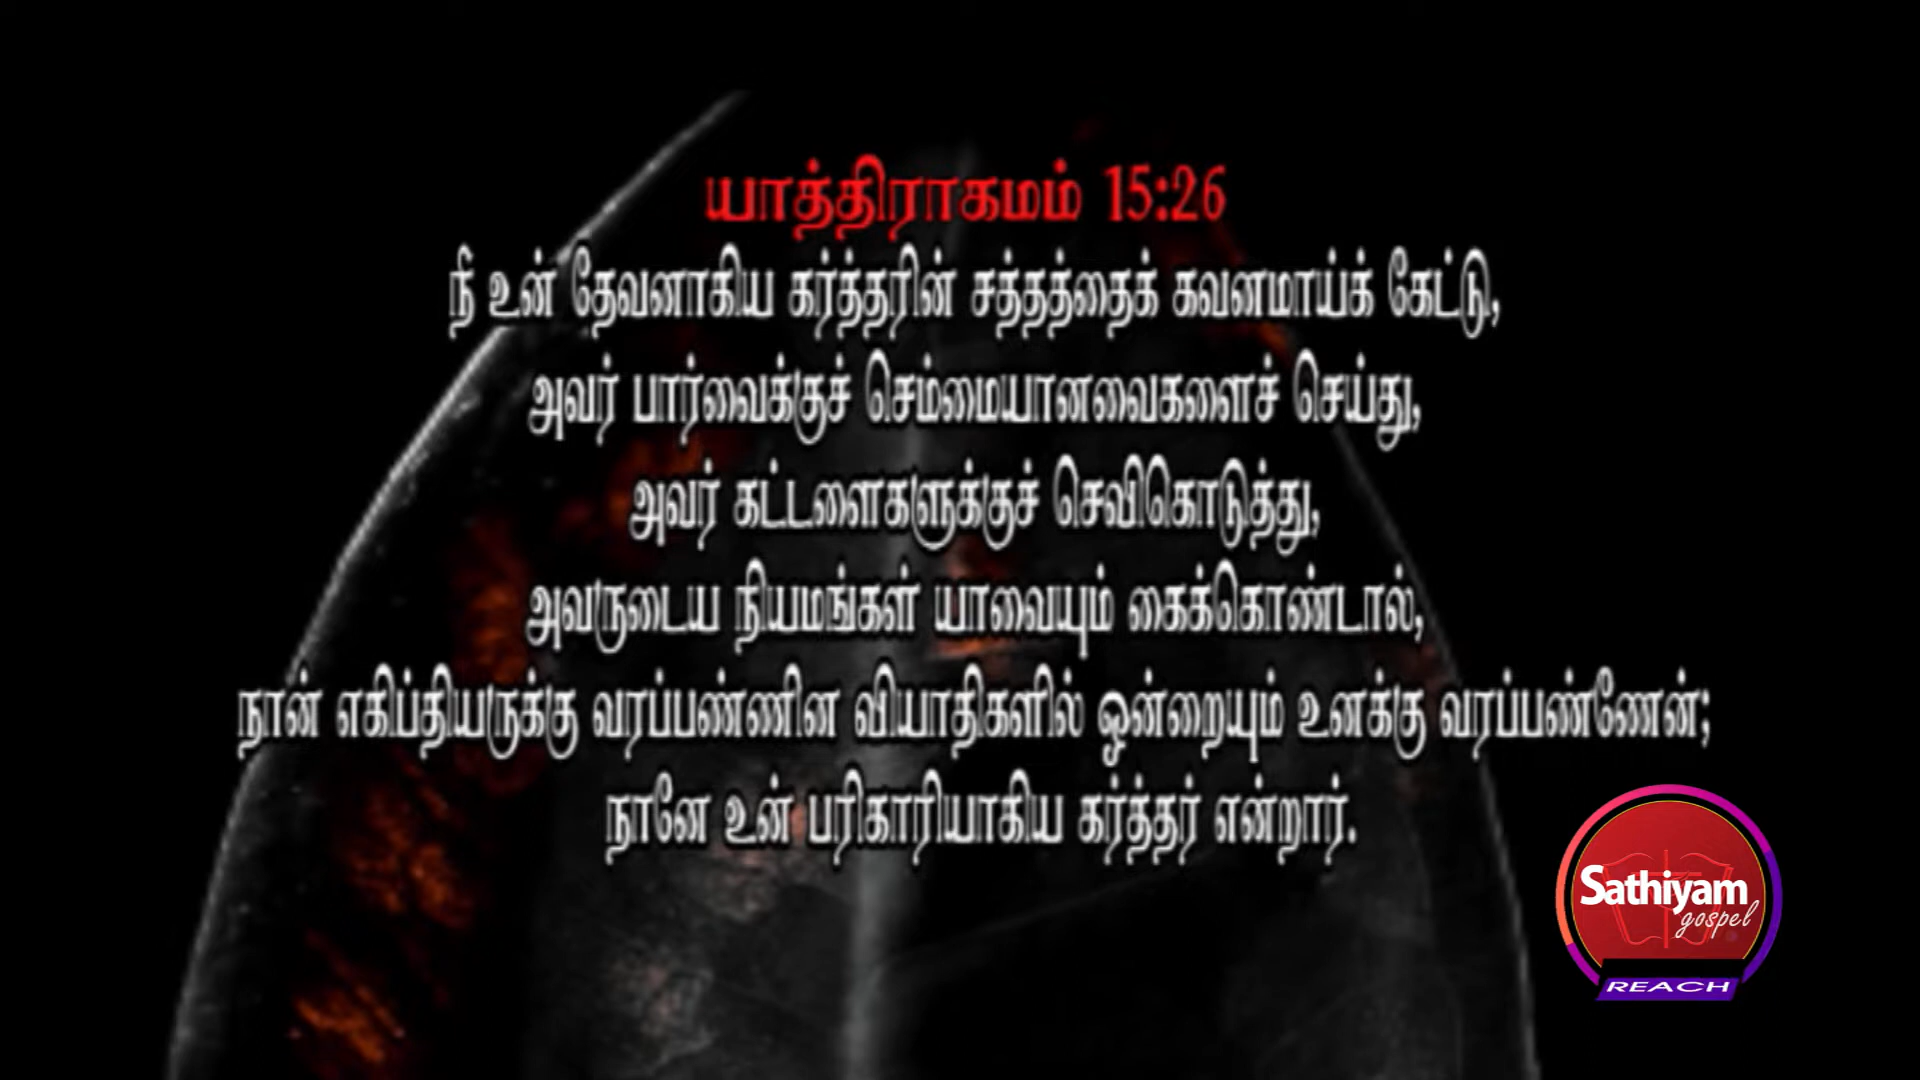 யாத்திராகமம் 15:26
நீ உன் தேவனாகிய கர்த்தரின் சத்தத்தைக் கவனமாய்க் கேட்டு,
அவர் பார்வைக்குச் செம்மையானவைகளைச் செய்து,
அவர் கட்டளைகளுக்குச் செவிகொடுத்து,
அவருடைய நியமங்கள் யாவையும் கைக்கொண்டால்,
நான் எகிப்தியருக்கு வரப்பண்ணின வியாதிகளில் ஒன்றையும் உனக்கு வரப்பண்ணேன்;
நானே உன் பரிகாரியாகிய கர்த்தர் என்றார்.
Sathiyam
gospel
REACH